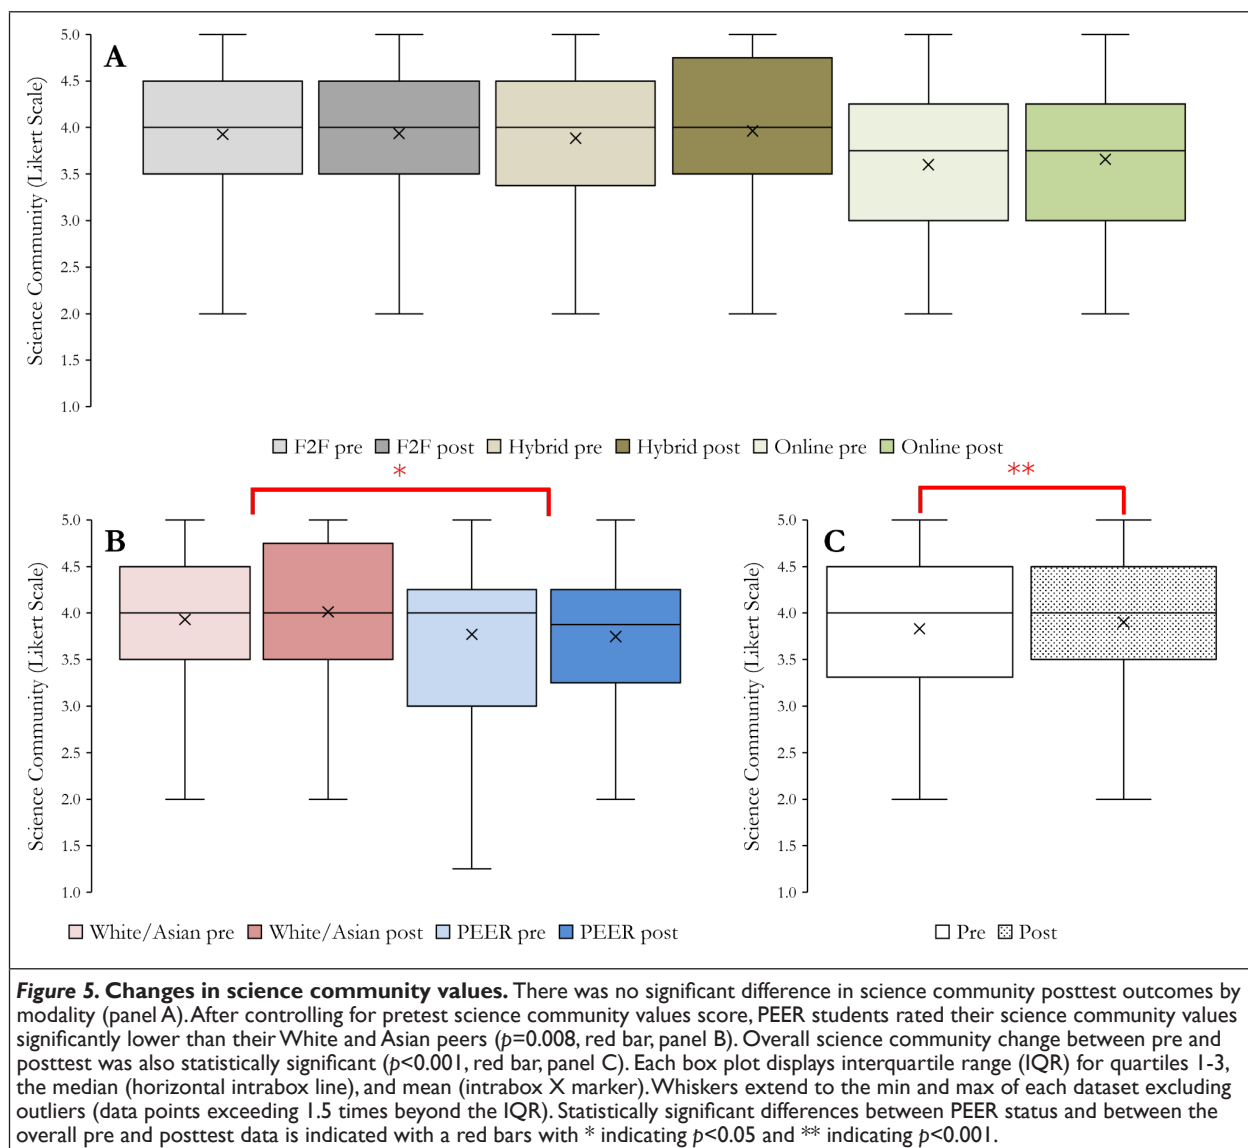 A
Science Community (Likert Scale)
5.0
4.5
4.0
3.5
3.0
2.5
2.0
1.5
1.0
F2F pre F2F post Hybrid pre Hybrid post Online pre Online post
*
B
Science Community (Likert Scale)
5.0
4.5
4.0
3.5
3.0
2.5
2.0
1.5
1.0
White/Asian pre White/Asian post PEER pre PEER post
**
C
Science Community (Likert Scale)
5.0
4.5
4.0
3.5
3.0
2.5
2.0
1.5
1.0
Pre Post
Figure 5. Changes in science community values. There was no significant difference in science community posttest outcomes by
modality (panel A). After controlling for pretest science community values score, PEER students rated their science community values
significantly lower than their White and Asian peers (p=0.008, red bar, panel B). Overall science community change between pre and
posttest was also statistically significant (p<0.001, red bar, panel C). Each box plot displays interquartile range (IQR) for quartiles 1-3,
the median (horizontal intrabox line), and mean (intrabox X marker). Whiskers extend to the min and max of each dataset excluding
outliers (data points exceeding 1.5 times beyond the IQR). Statistically significant differences between PEER status and between the
overall pre and posttest data is indicated with a red bars with * indicating p<0.05 and ** indicating p<0.001.